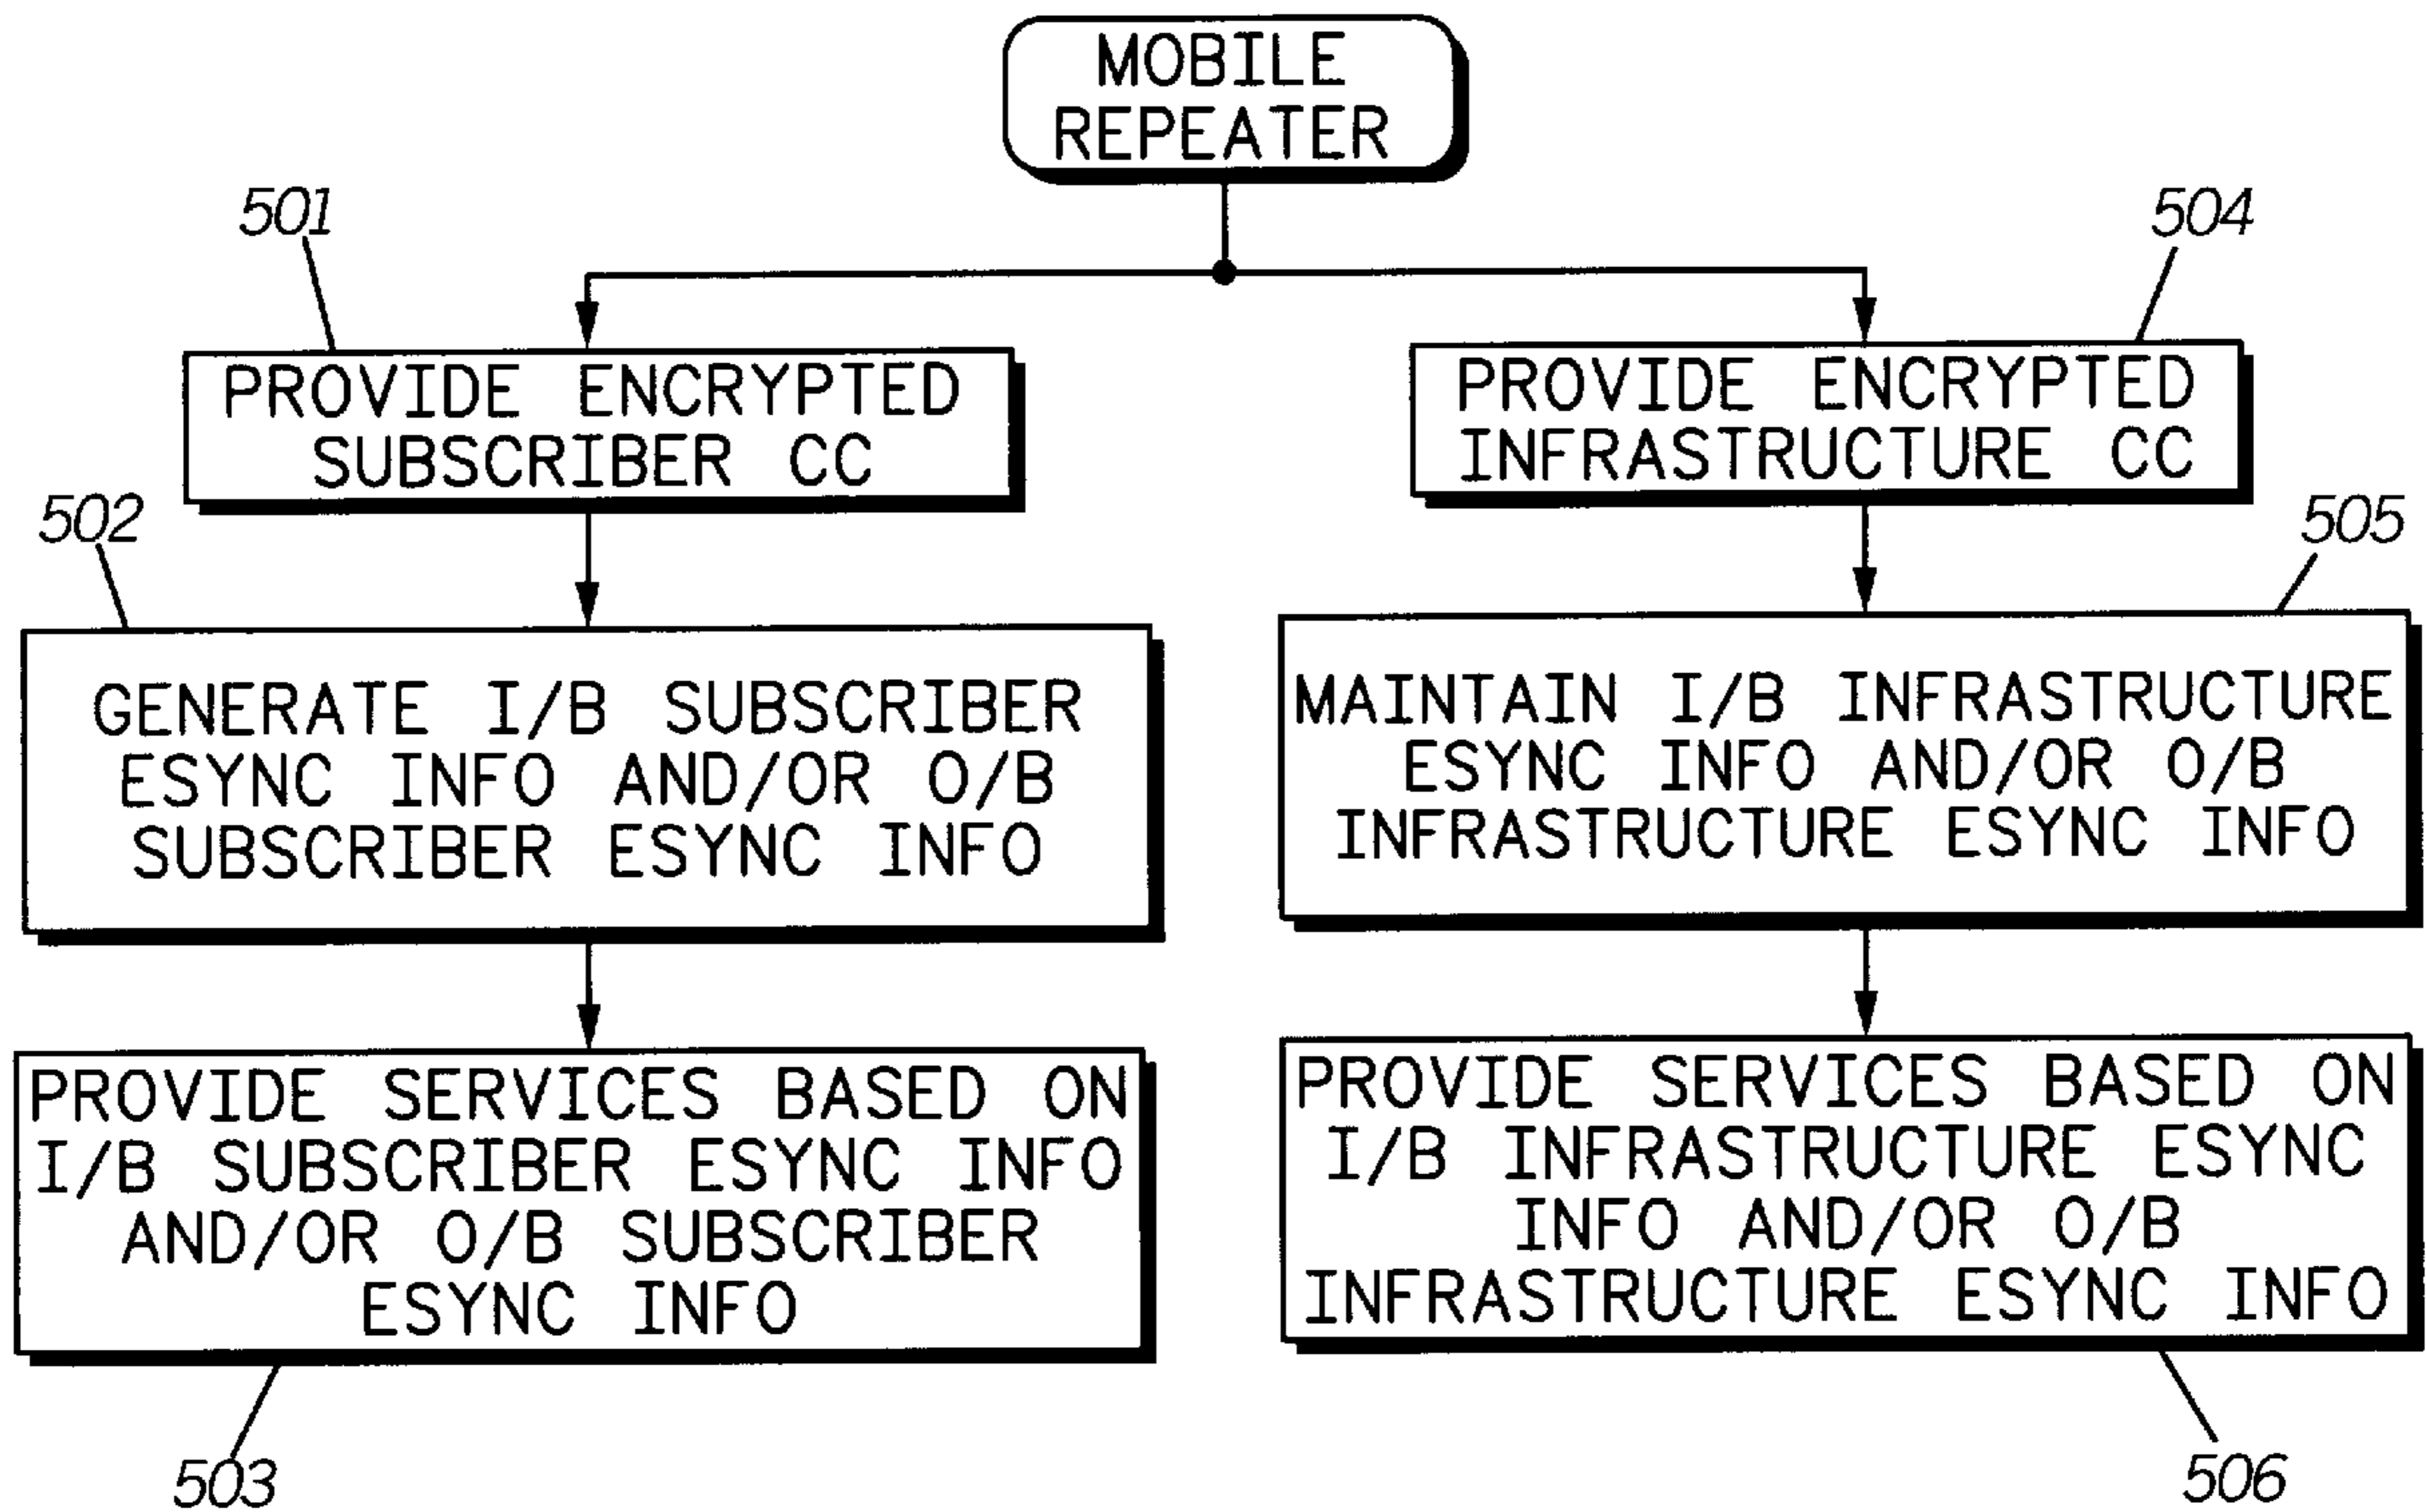 MOBILE
REPEATER
501
PROVIDE ENCRYPTED
SUBSCRIBER CC
502
GENERATE I/B SUBSCRIBER
ESYNC INFO AND/OR O/B
SUBSCRIBER ESYNC INFO
PROVIDE SERVICES BASED ON
I/B SUBSCRIBER ESYNC INFO
AND/OR O/B SUBSCRIBER
ESYNC INFO
503
504
PROVIDE ENCRYPTED
INFRASTRUCTURE CC
505
MAINTAIN I/B INFRASTRUCTURE
ESYNC INFO AND/OR O/B
INFRASTRUCTURE ESYNC INFO
PROVIDE SERVICES BASED ON
I/B INFRASTRUCTURE ESYNC
INFO AND/OR O/B
INFRASTRUCTURE ESYNC INFO
506